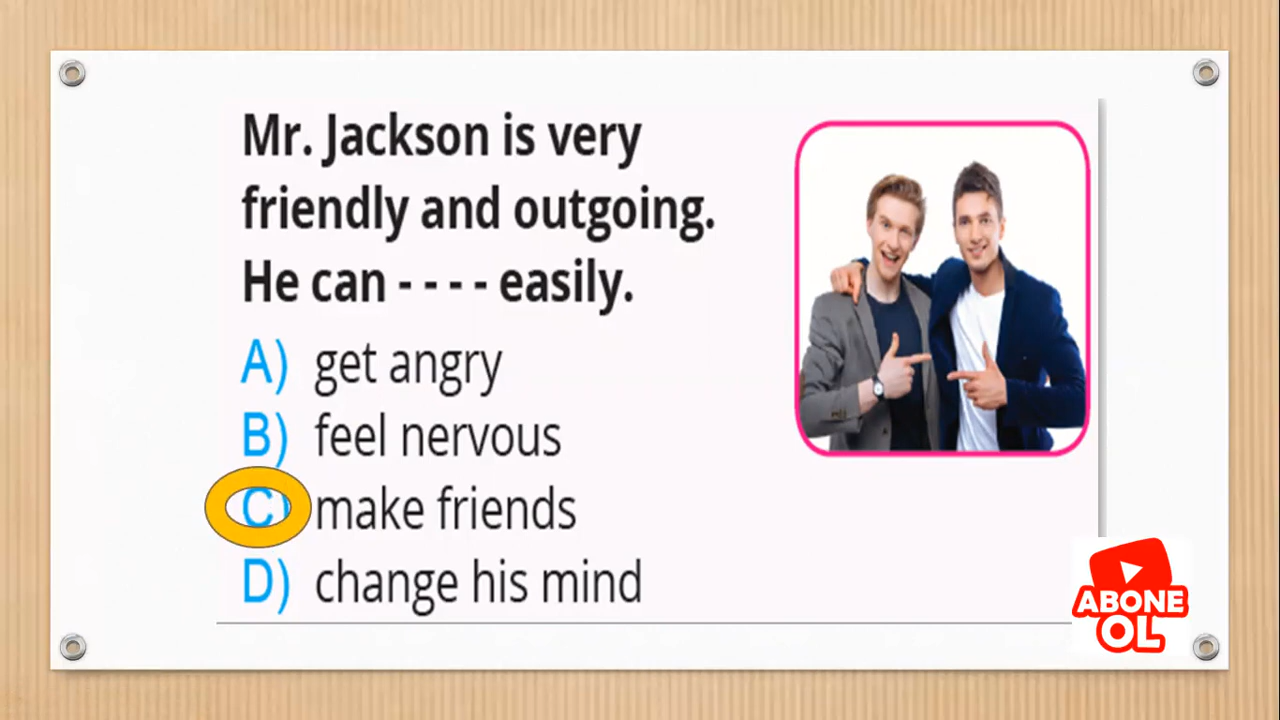 Mr. Jackson is very
friendly and outgoing.
He can - - - - easily.
A) get angry
B) feel nervous
C) make friends
D) change his mind
ABONE
OL